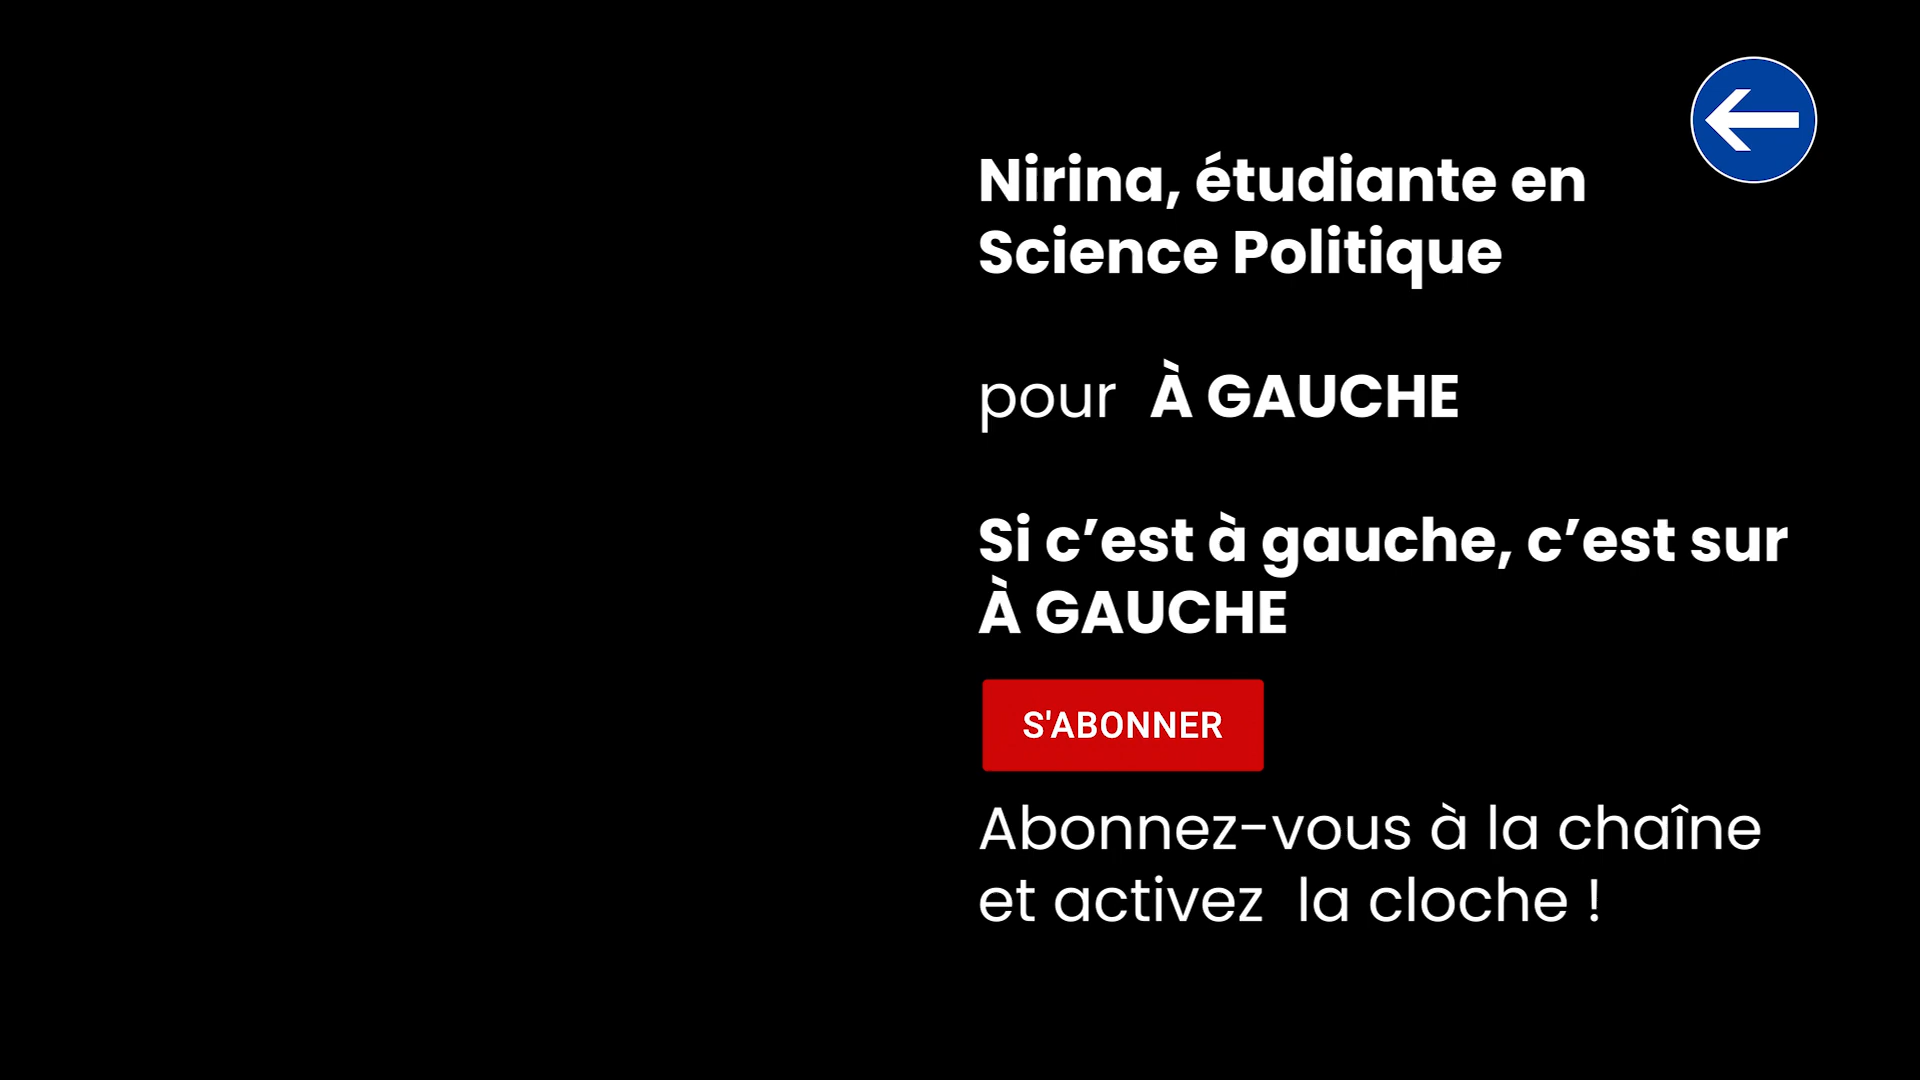 Nirina, étudiante en
Science Politique
pour  À GAUCHE
Si c’est à gauche, c’est sur
À GAUCHE
S'ABONNER
Abonnez-vous à la chaîne
et activez  la cloche !